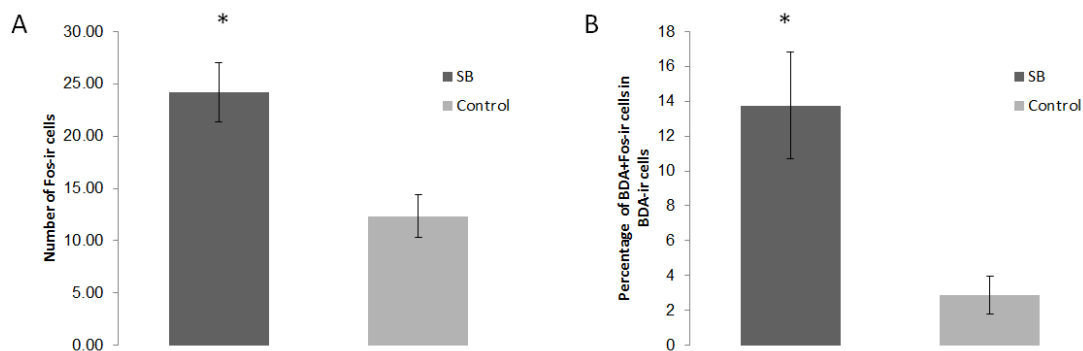 A
*
30.00
25.00
20.00
15.00
10.00
5.00
0.00
Number of Fos-ir cells
SB
Control
B
*
18
16
14
12
10
8
6
4
2
0
Percentage of BDA+Fos-ir cells in
BDA-ir cells
SB
Control